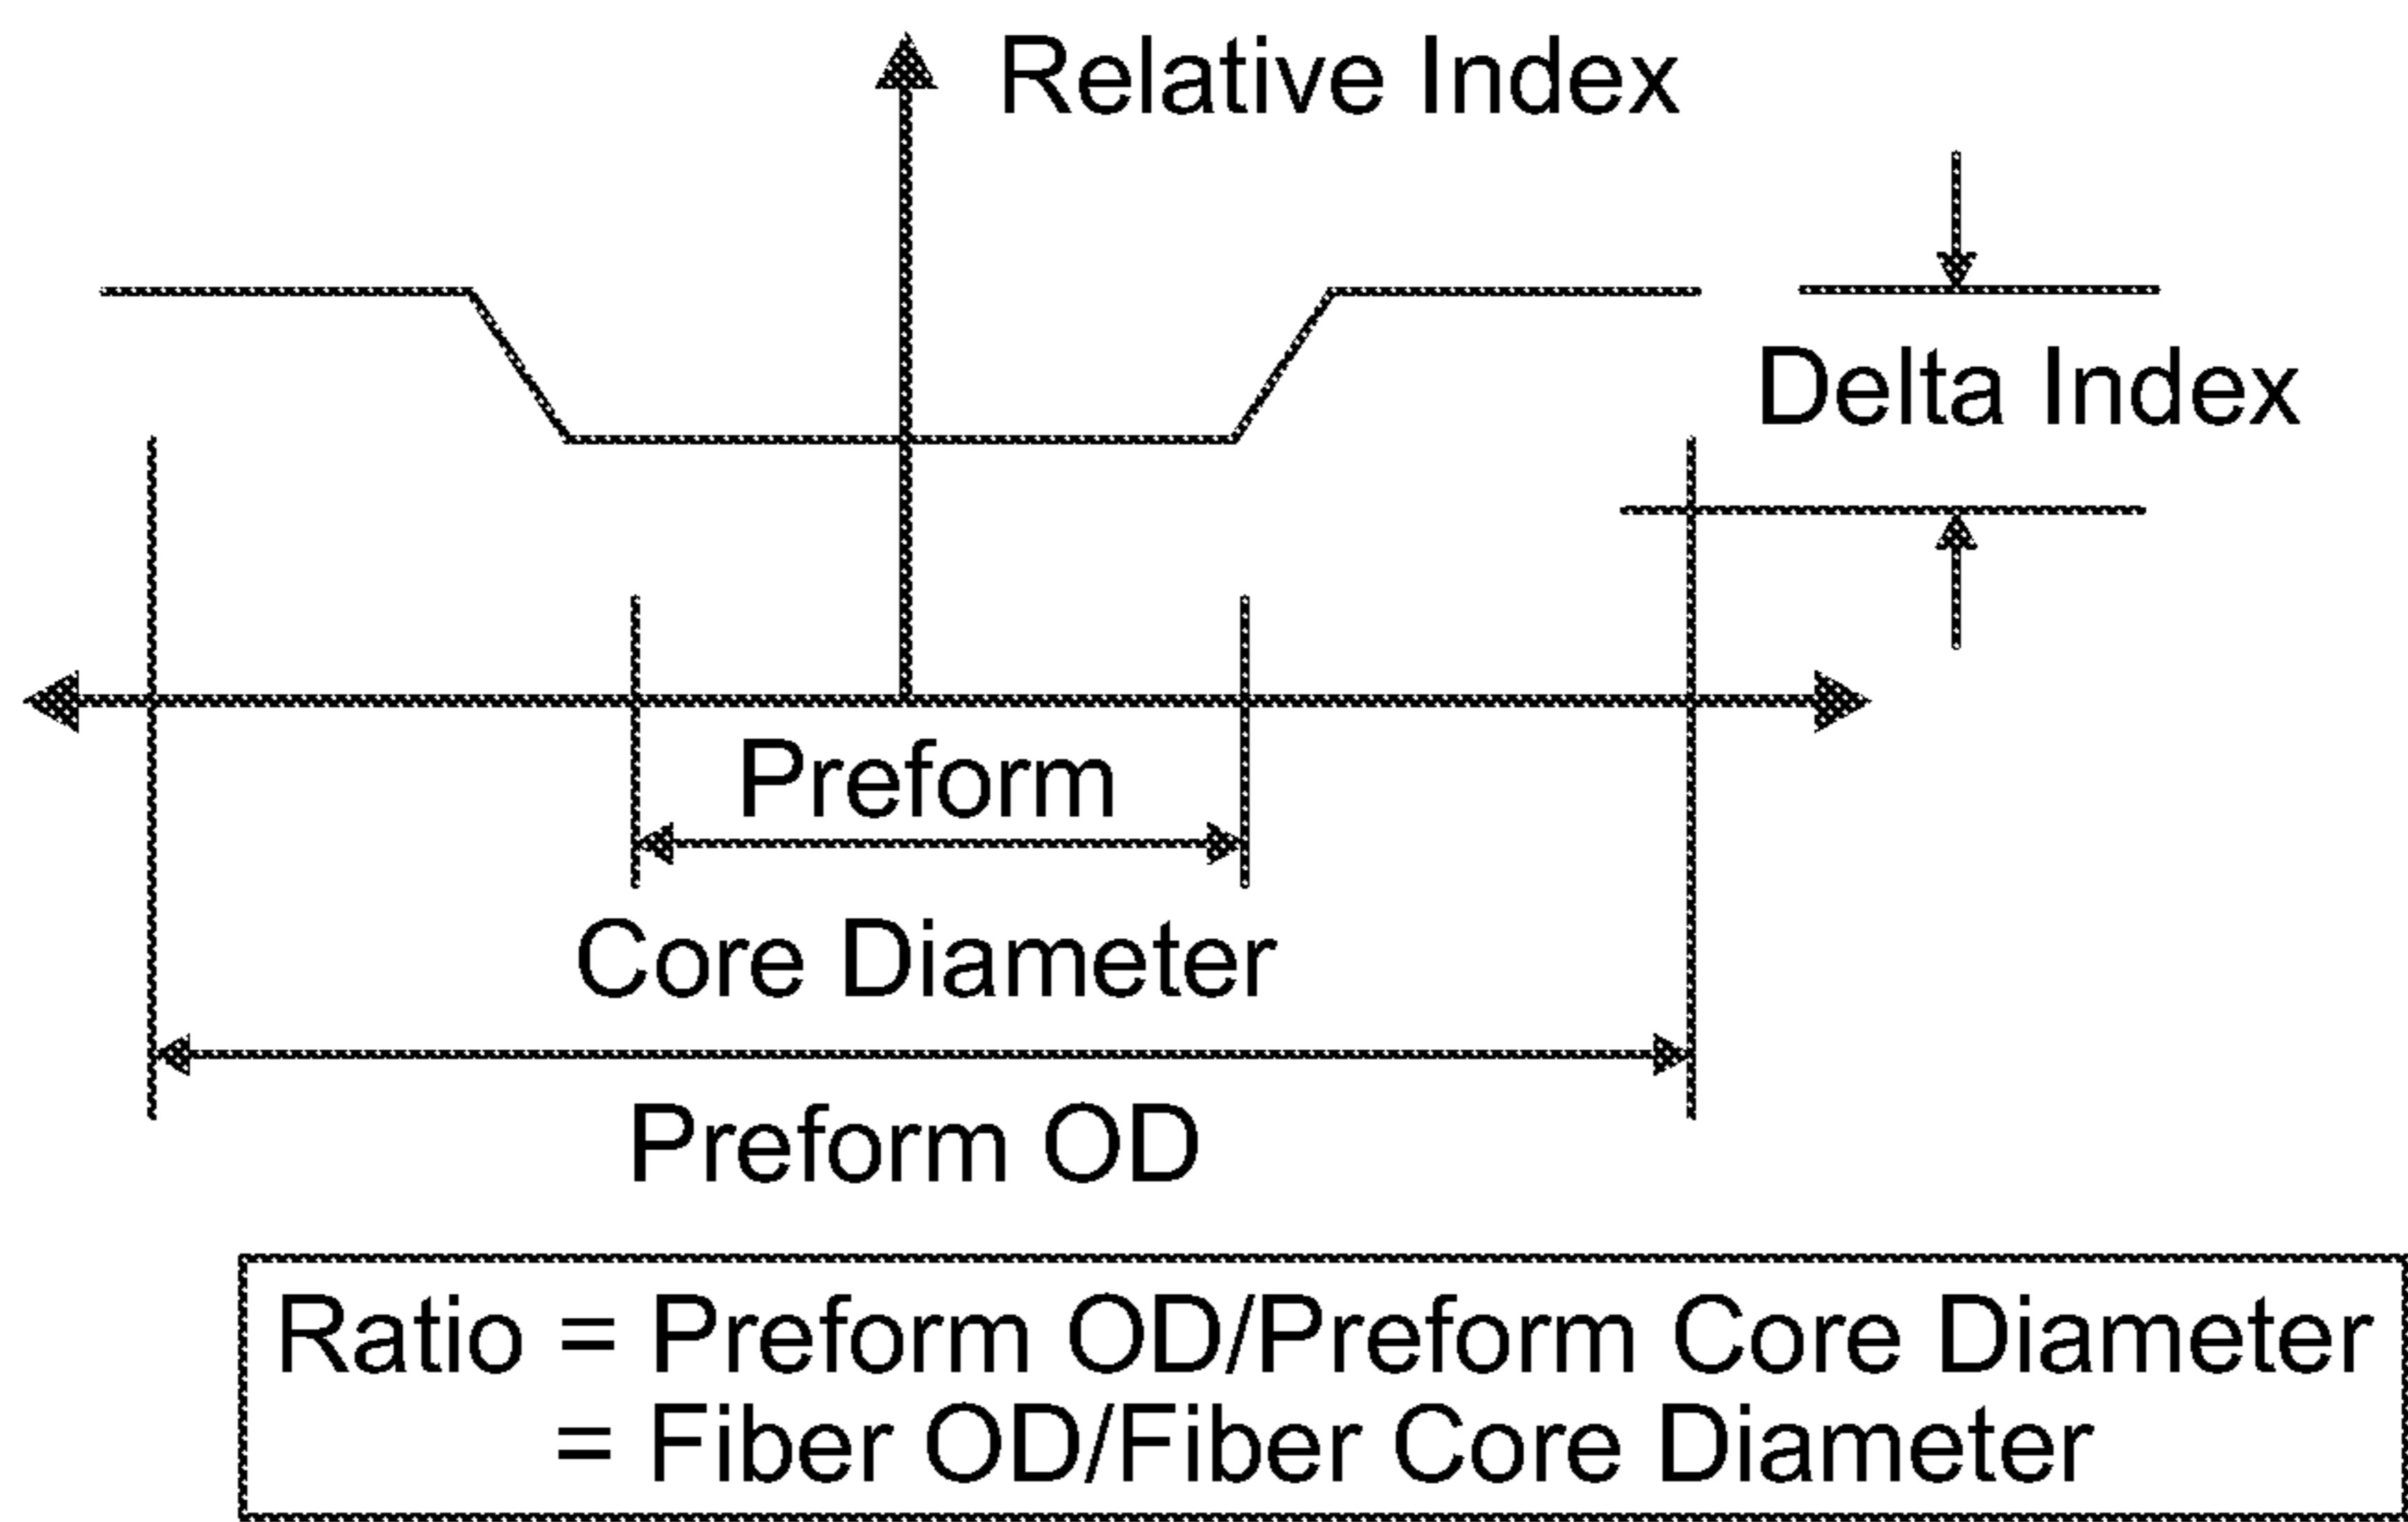 Relative Index
Delta Index
Preform
Core Diameter
Preform OD
Ratio = Preform OD/Preform Core Diameter
= Fiber OD/Fiber Core Diameter